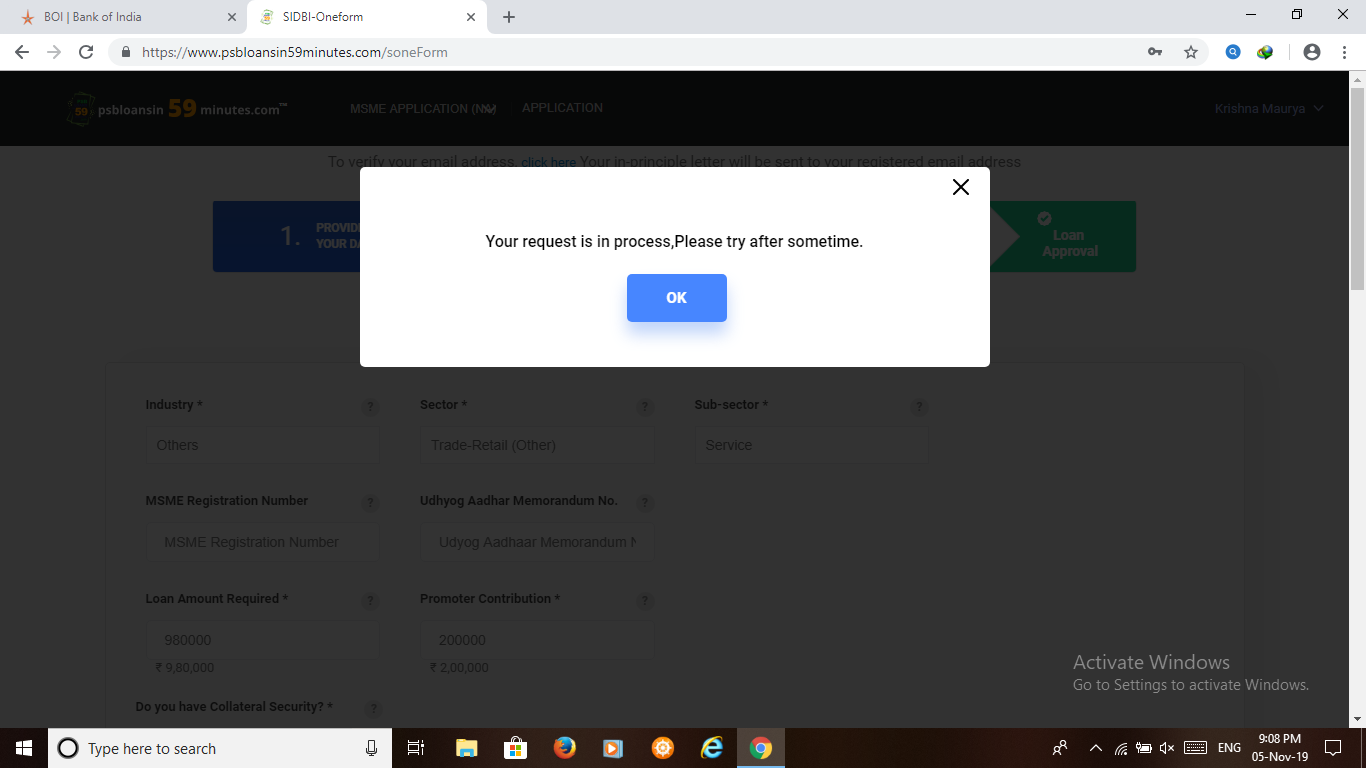 BOI | Bank of India
SIDBI-Oneform
https://www.psbloansin59minutes.com/soneForm
psbloansin 59 minutes.com™
MSME APPLICATION (
APPLICATION
Krishna Maurya
To verify your email address, click here Your in-principle letter will be sent to your registered email address
1.
PROVIDE
YOUR DA
Loan
Approval
Your request is in process,Please try after sometime.
OK
Industry * ?
Sector * ?
Sub-sector * ?
Others
Trade-Retail (Other)
Service
MSME Registration Number ?
Udhyog Aadhar Memorandum No. ?
MSME Registration Number
Udyog Aadhaar Memorandum N
Loan Amount Required * ?
Promoter Contribution * ?
980000
200000
₹ 9,80,000
₹ 2,00,000
Do you have Collateral Security? * ?
Activate Windows
Go to Settings to activate Windows.
Type here to search
ENG
9:08 PM
05-Nov-19